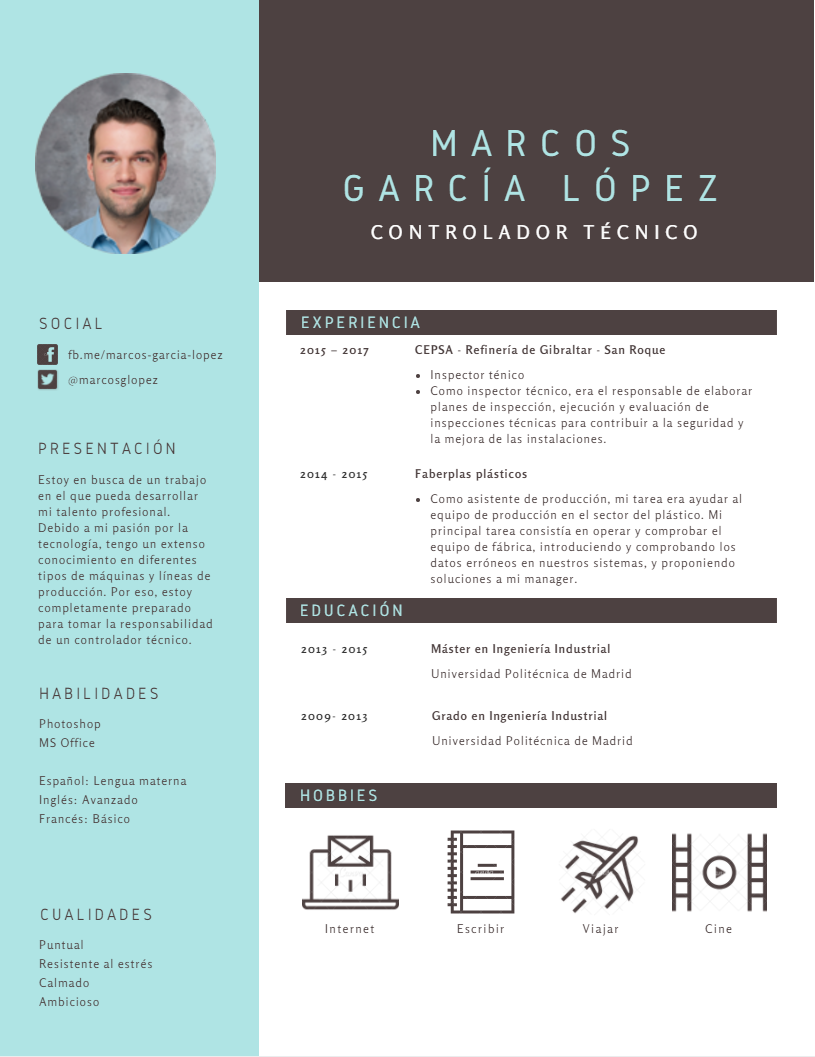 MARCOS
GARCÍA LÓPEZ
CONTROLADOR TÉCNICO
SOCIAL
fb.me/marcos-garcia-lopez
@marcosglopez
PRESENTACIÓN
Estoy en busca de un trabajo
en el que pueda desarrollar
mi talento profesional.
Debido a mi pasión por la
tecnología, tengo un extenso
conocimiento en diferentes
tipos de máquinas y líneas de
producción. Por eso, estoy
completamente preparado
para tomar la responsabilidad
de un controlador técnico.
HABILIDADES
Photoshop
MS Office
Español: Lengua materna
Inglés: Avanzado
Francés: Básico
CUALIDADES
Puntual
Resistente al estrés
Calmado
Ambicioso
EXPERIENCIA
2015 – 2017 CEPSA - Refinería de Gibraltar - San Roque
• Inspector ténico
• Como inspector técnico, era el responsable de elaborar
planes de inspección, ejecución y evaluación de
inspecciones técnicas para contribuir a la seguridad y
la mejora de las instalaciones.
2014 - 2015 Faberplas plásticos
• Como asistente de producción, mi tarea era ayudar al
equipo de producción en el sector del plástico. Mi
principal tarea consistía en operar y comprobar el
equipo de fábrica, introduciendo y comprobando los
datos erróneos en nuestros sistemas, y proponiendo
soluciones a mi manager.
EDUCACIÓN
2013 - 2015 Máster en Ingeniería Industrial
Universidad Politécnica de Madrid
2009- 2013 Grado en Ingeniería Industrial
Universidad Politécnica de Madrid
HOBBIES
Internet Escribir Viajar Cine